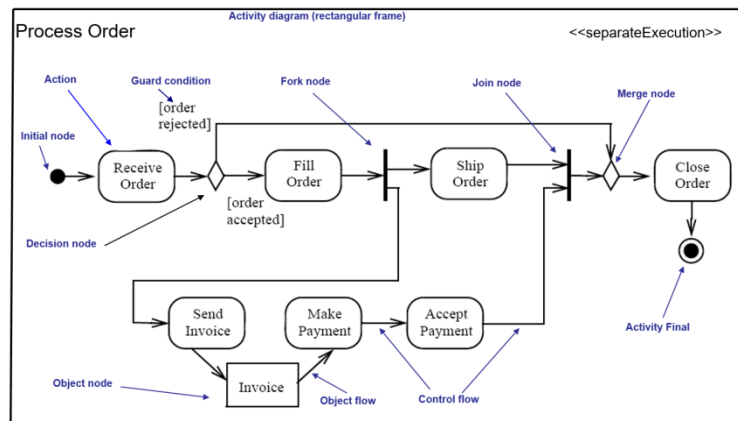 Activity diagram (rectangular frame)
Process Order
<<separateExecution>>
Action
Guard condition
Fork node
Join node
Merge node
[order
rejected]
Initial node
Receive
Order
Fill
Order
Ship
Order
Close
Order
[order
accepted]
Decision node
Send
Invoice
Make
Payment
Accept
Payment
Activity Final
Object node
Invoice
Object flow
Control flow